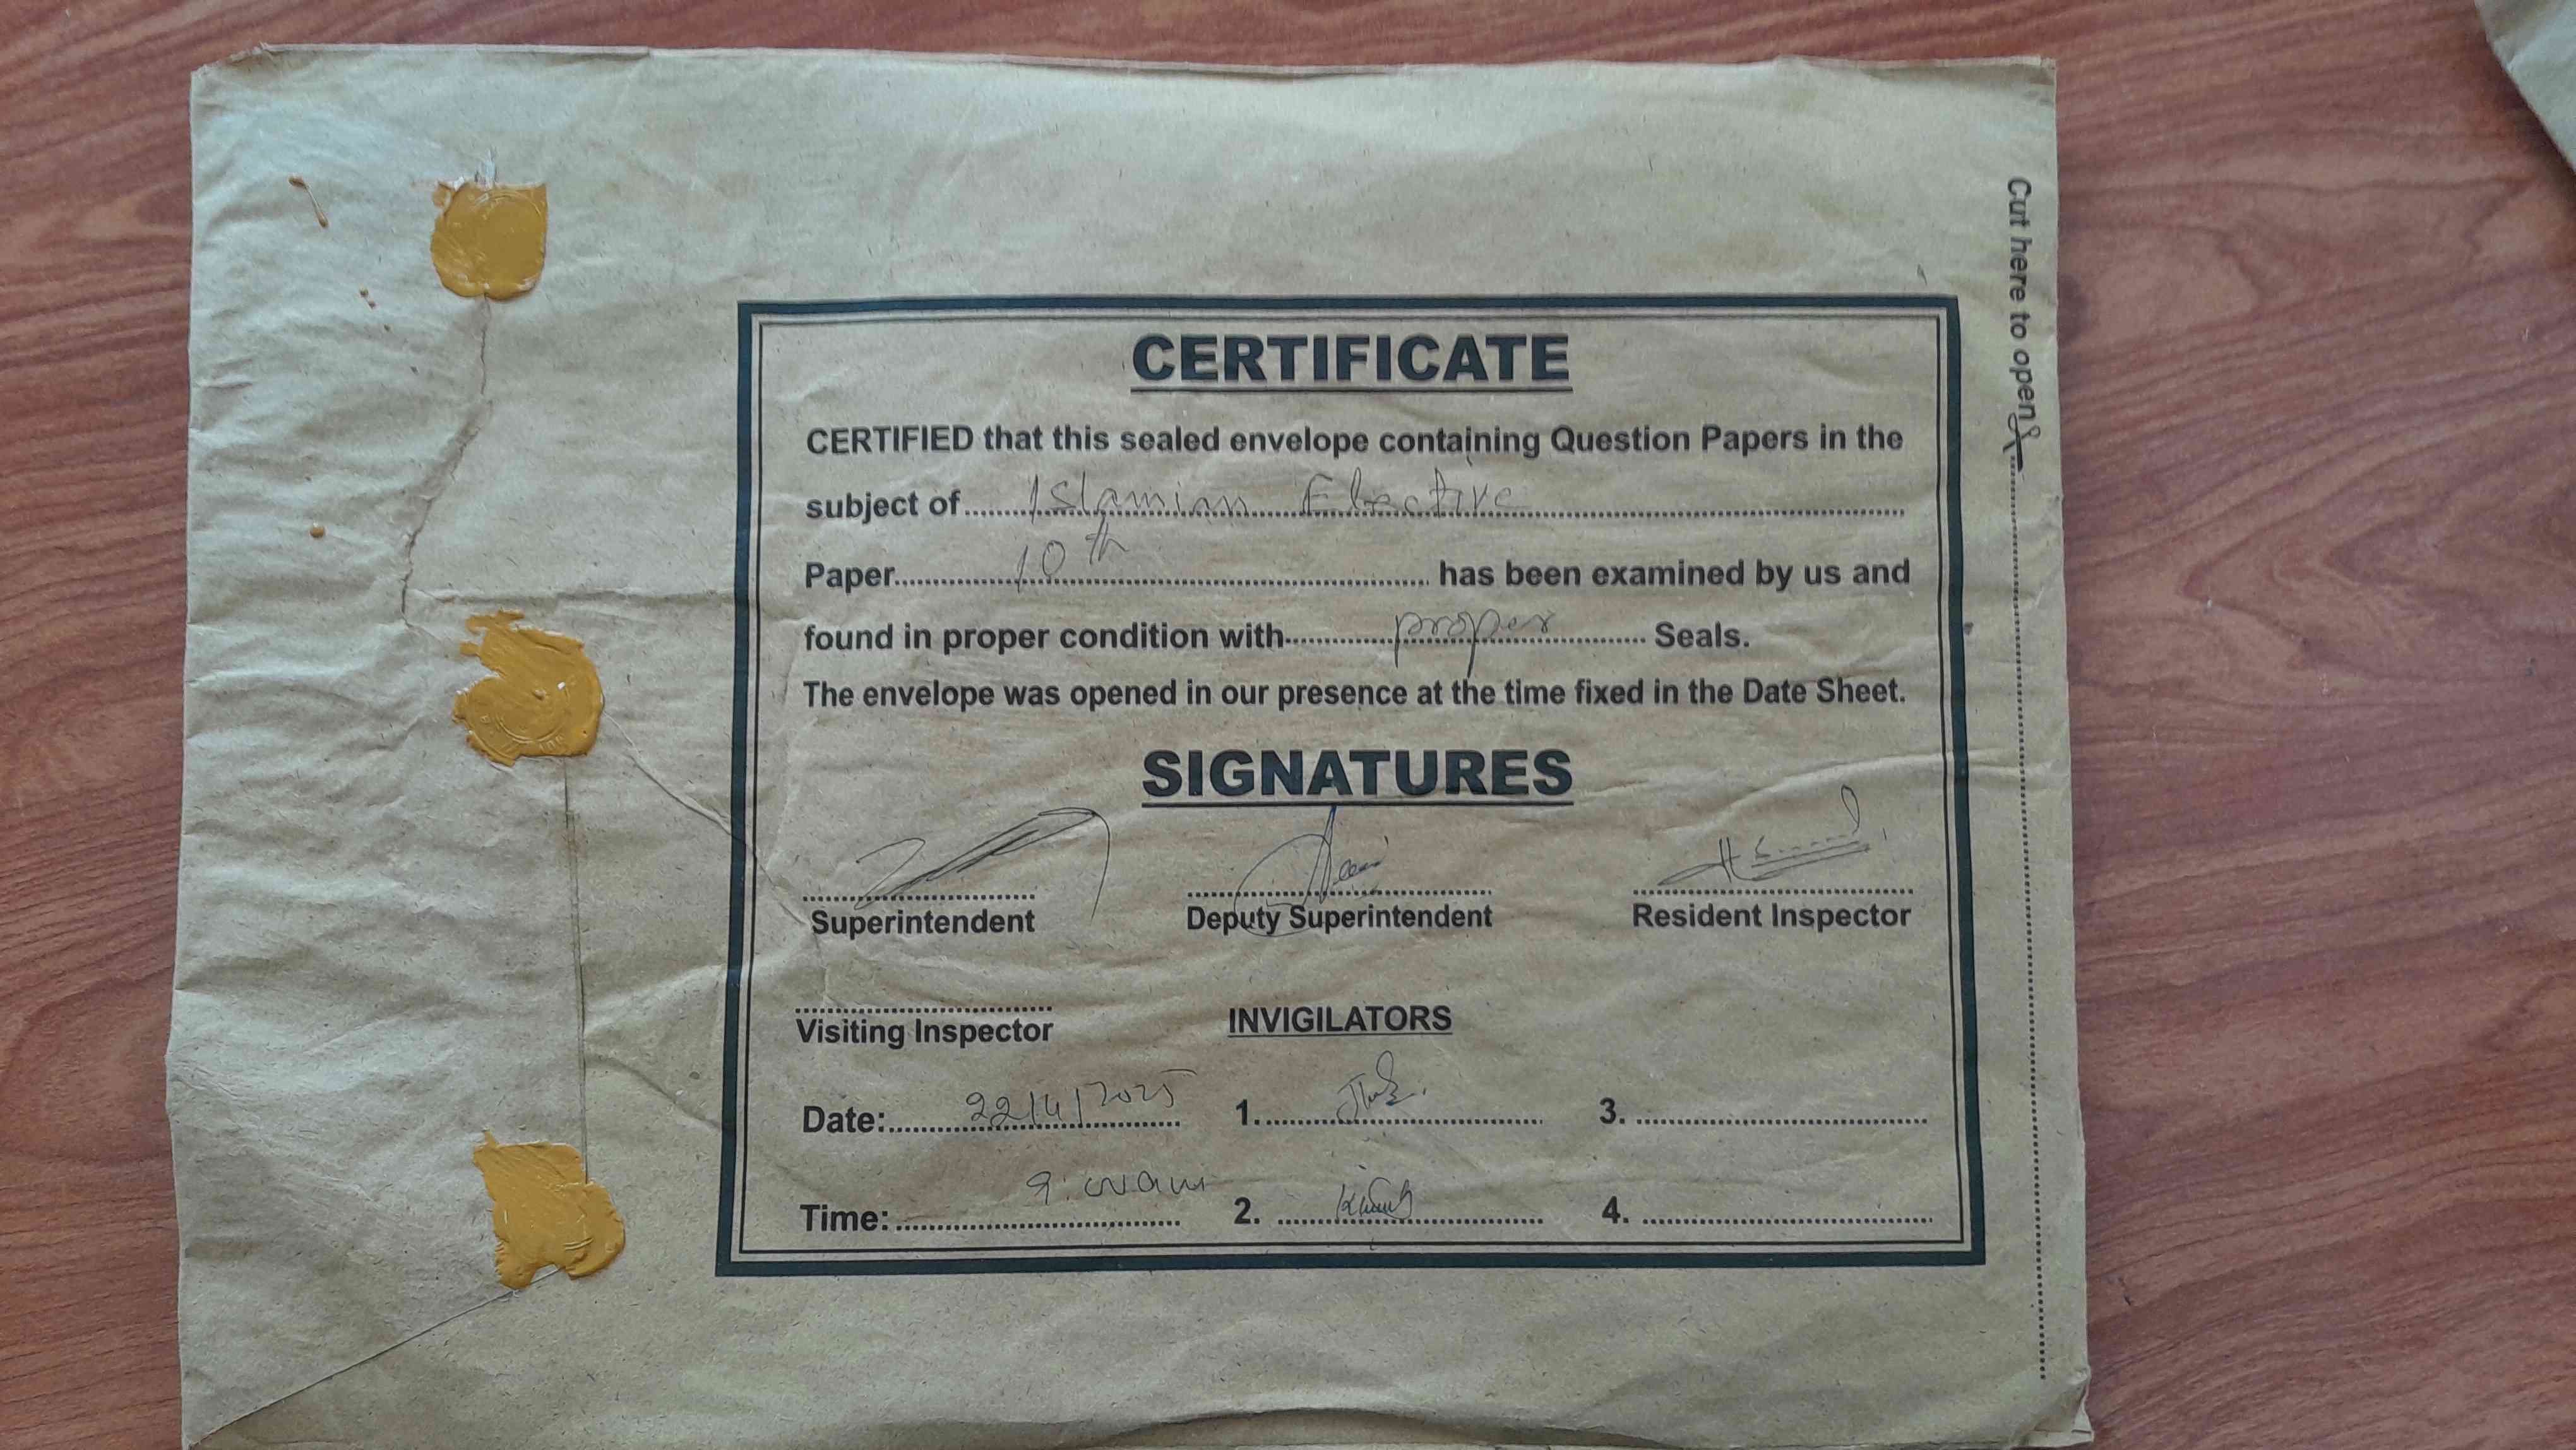 CERTIFICATE
CERTIFIED that this sealed envelope containing Question Papers in the
subject of Islamian Elective
Paper 10th has been examined by us and
found in proper condition with proper Seals.
The envelope was opened in our presence at the time fixed in the Date Sheet.
SIGNATURES
Superintendent Deputy Superintendent Resident Inspector
Visiting Inspector INVIGILATORS
Date: 22/4/2025 1. 3.
Time: 9: 2. 4.
Cut here to open